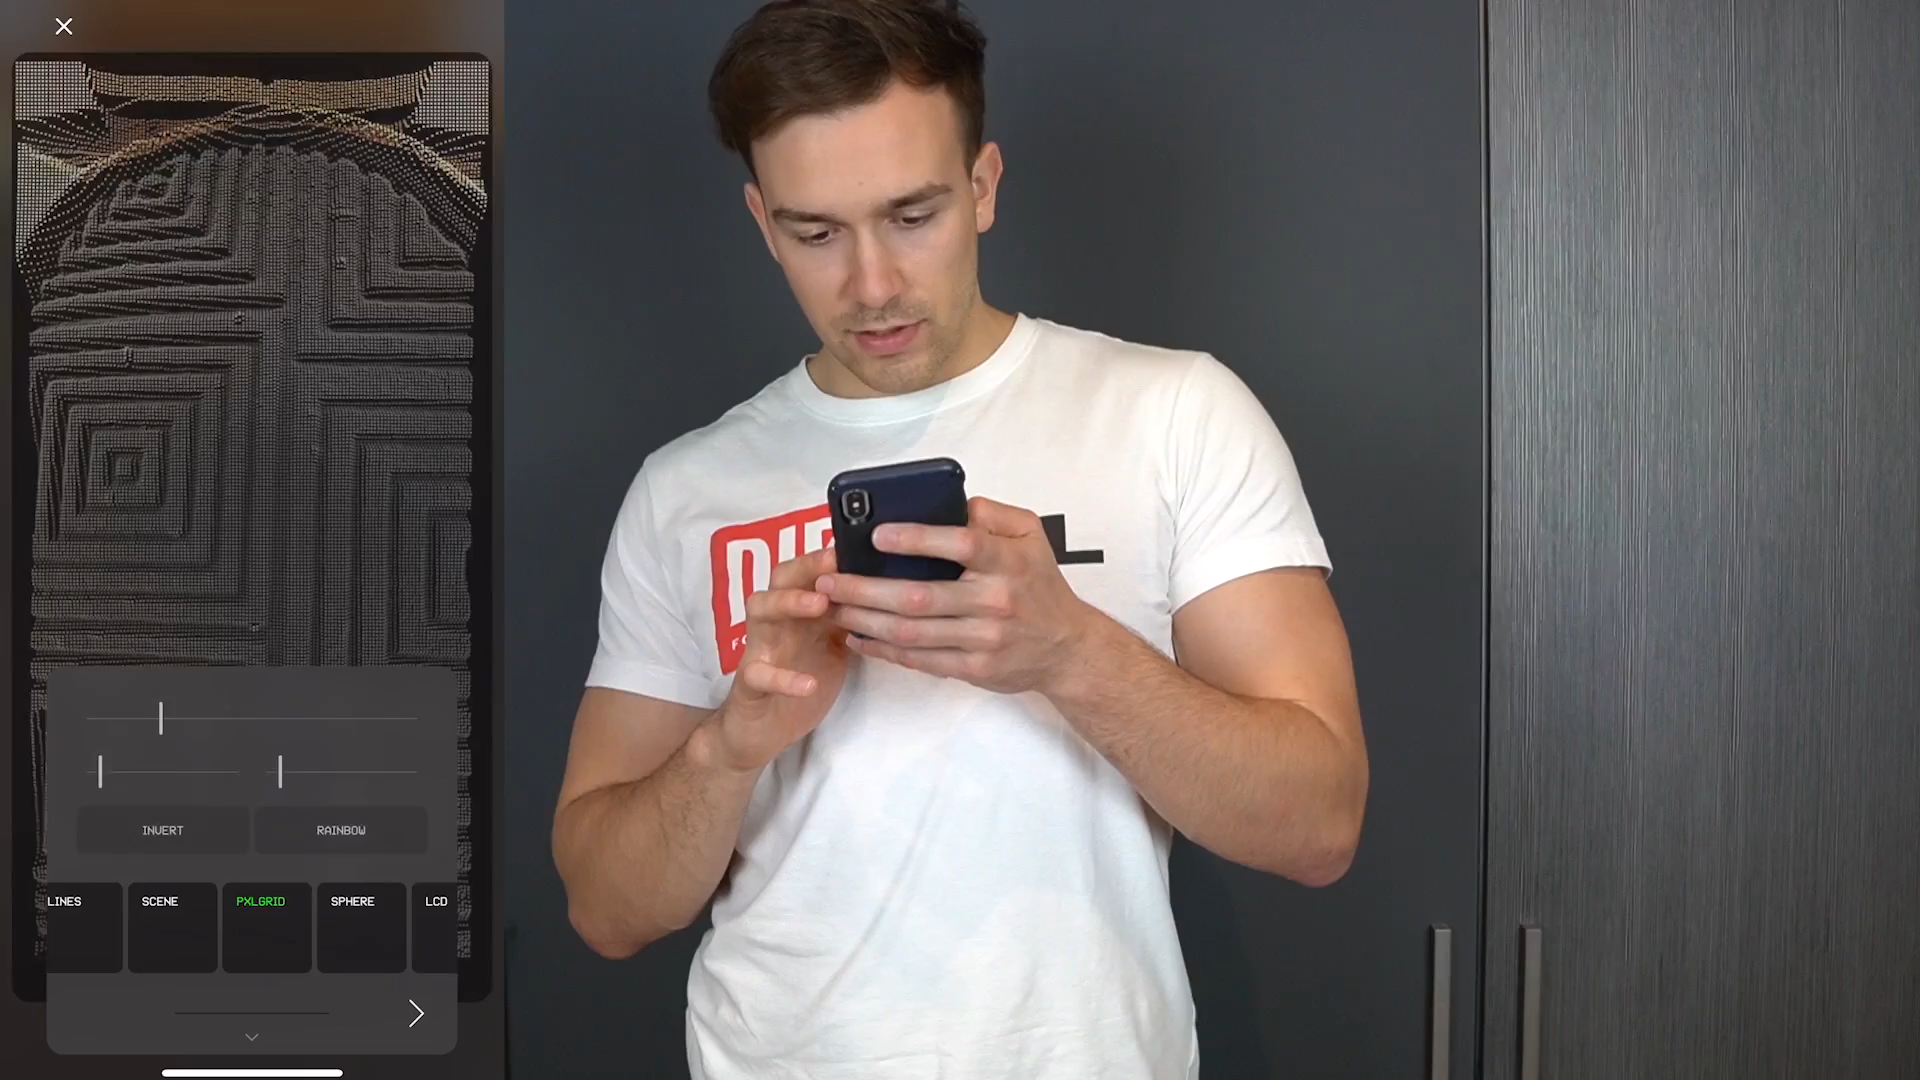 INVERT
RAINBOW
LINES
SCENE
PXLGRID
SPHERE
LCD